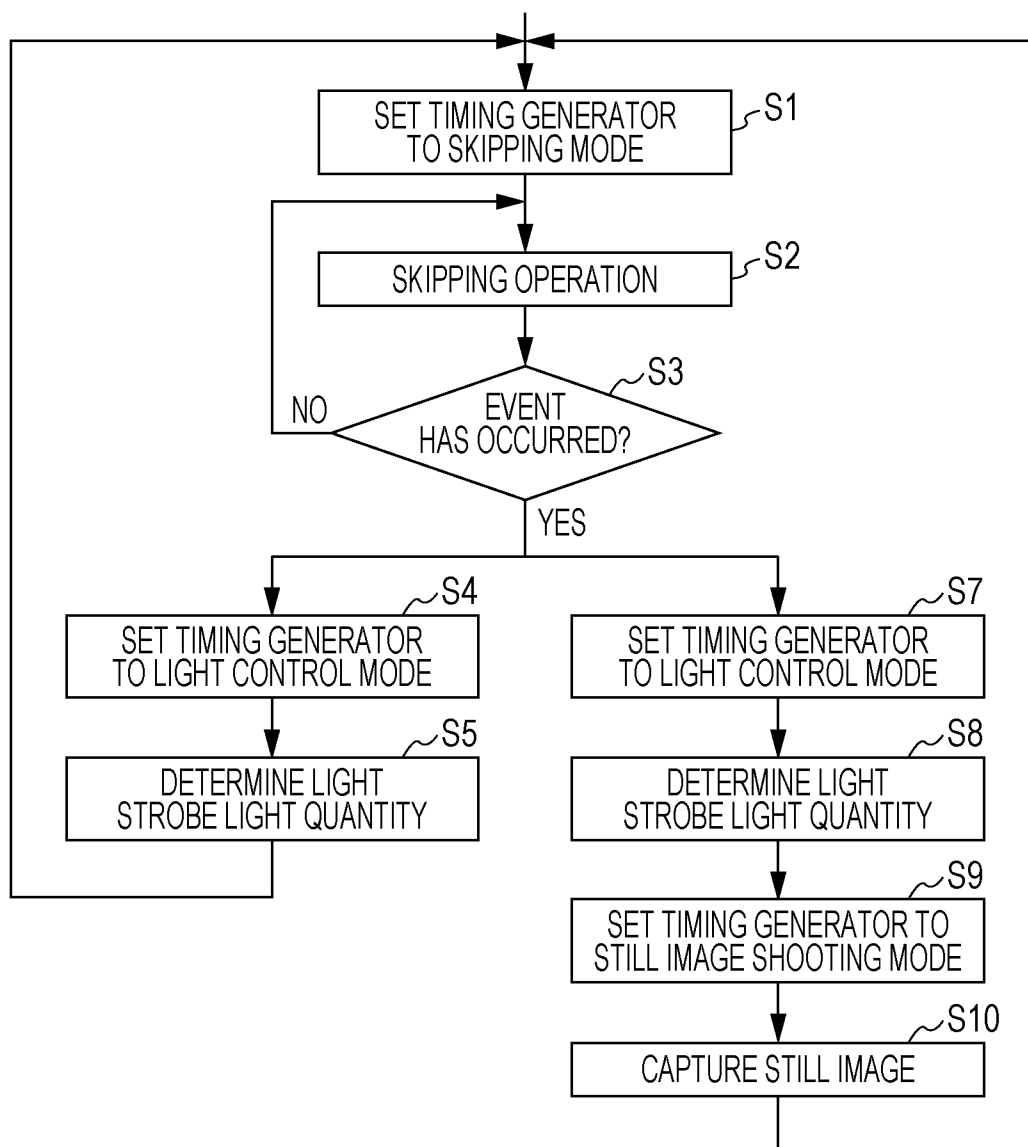 SET TIMING GENERATOR
TO SKIPPING MODE
S1
SKIPPING OPERATION
S2
EVENT
HAS OCCURRED?
S3
NO
YES
SET TIMING GENERATOR
TO LIGHT CONTROL MODE
S4
DETERMINE LIGHT
STROBE LIGHT QUANTITY
S5
SET TIMING GENERATOR
TO LIGHT CONTROL MODE
S7
DETERMINE LIGHT
STROBE LIGHT QUANTITY
S8
SET TIMING GENERATOR TO
STILL IMAGE SHOOTING MODE
S9
CAPTURE STILL IMAGE
S10